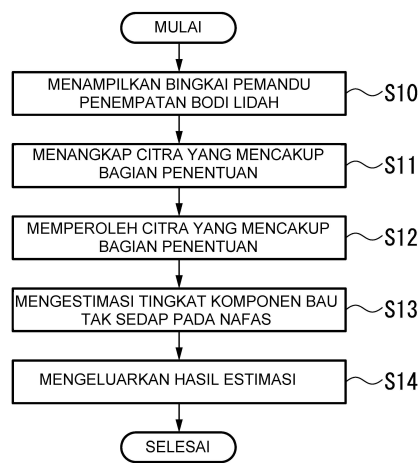 MULAI
MENAMPILKAN BINGKAI PEMANDU
PENEMPATAN BODI LIDAH
S10
MENANGKAP CITRA YANG MENCAKUP
BAGIAN PENENTUAN
S11
MEMPEROLEH CITRA YANG MENCAKUP
BAGIAN PENENTUAN
S12
MENGESTIMASI TINGKAT KOMPONEN BAU
TAK SEDAP PADA NAFAS
S13
MENGELUARKAN HASIL ESTIMASI
S14
SELESAI